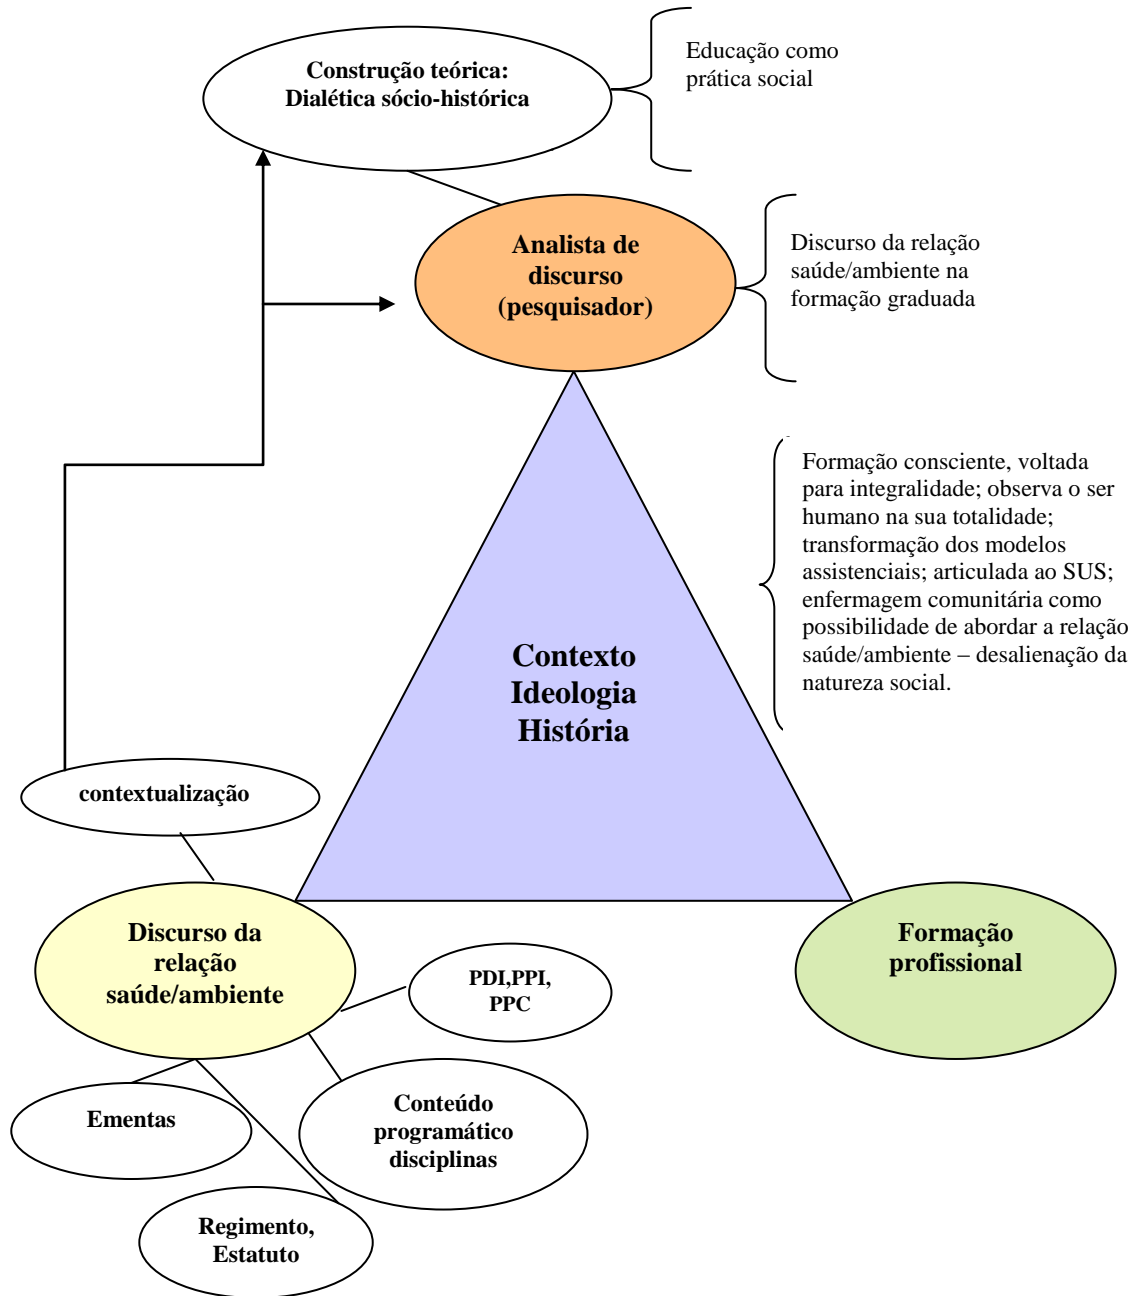 Construção teórica:
Dialética sócio-histórica
Educação como
prática social
Analista de
discurso
(pesquisador)
Discurso da relação
saúde/ambiente na
formação graduada
Formação consciente, voltada
para integralidade; observa o ser
humano na sua totalidade;
transformação dos modelos
assistenciais; articulada ao SUS;
enfermagem comunitária como
possibilidade de abordar a relação
saúde/ambiente – desalienação da
natureza social.
Contexto
Ideologia
História
contextualização
Discurso da
relação
saúde/ambiente
Formação
profissional
PDI,PPI,
PPC
Ementas
Conteúdo
programático
disciplinas
Regimento,
Estatuto